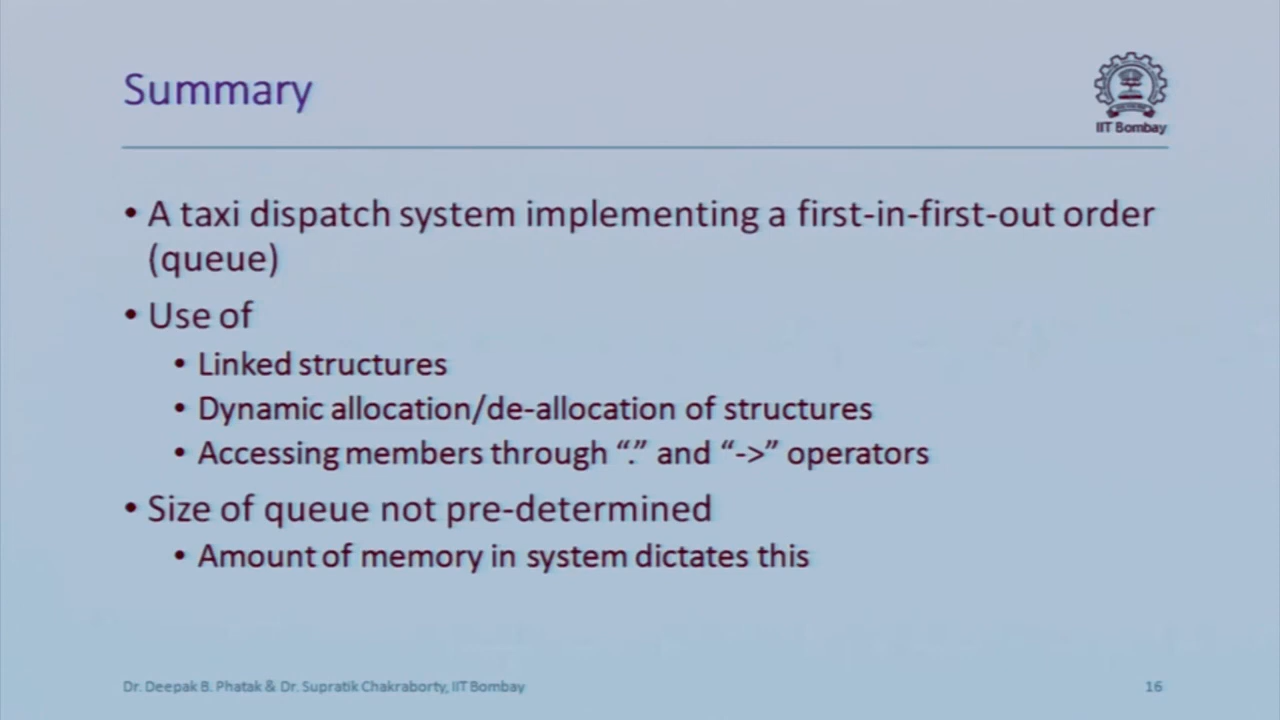 Summary
IIT Bombay
• A taxi dispatch system implementing a first-in-first-out order
(queue)
• Use of
• Linked structures
• Dynamic allocation/de-allocation of structures
• Accessing members through “.” and “->” operators
• Size of queue not pre-determined
• Amount of memory in system dictates this
Dr. Deepak B. Phatak & Dr. Supratik Chakraborty, IIT Bombay
16